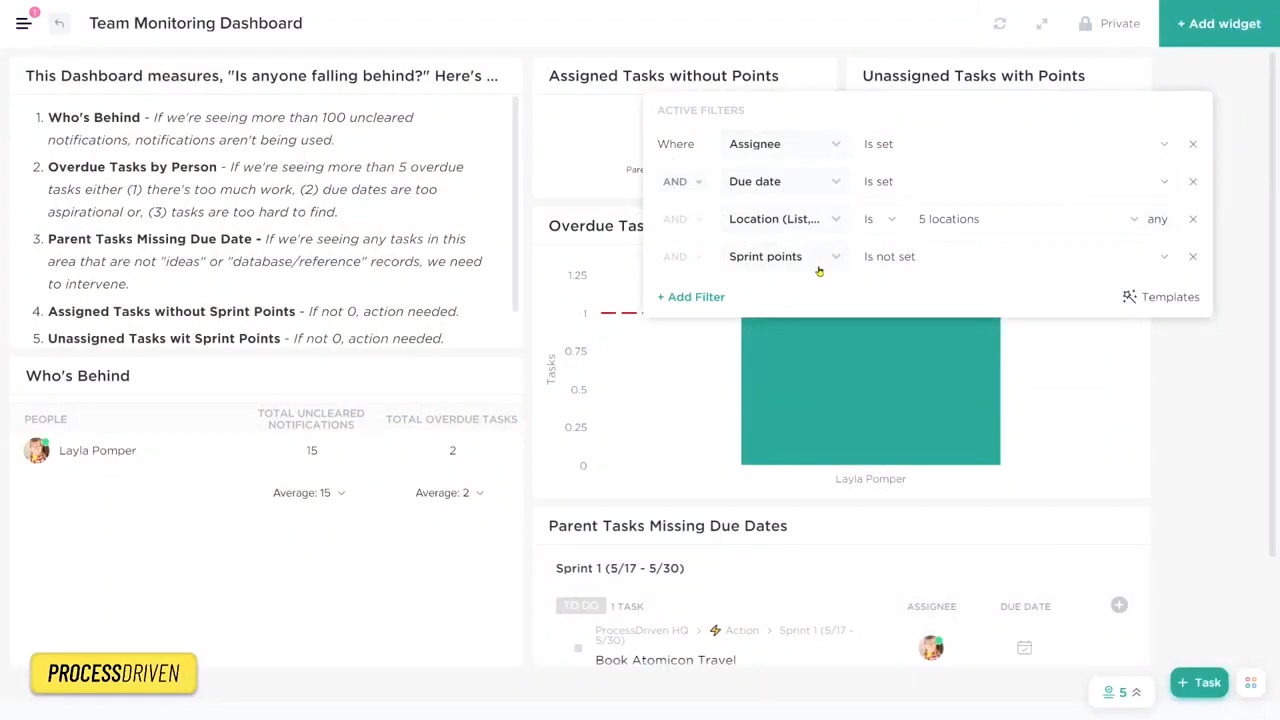 1
Team Monitoring Dashboard
Private
+ Add widget
This Dashboard measures, "Is anyone falling behind?" Here's ...
1. Who's Behind - If we're seeing more than 100 uncleared
notifications, notifications aren't being used.
2. Overdue Tasks by Person - If we're seeing more than 5 overdue
tasks either (1) there's too much work, (2) due dates are too
aspirational or, (3) tasks are too hard to find.
3. Parent Tasks Missing Due Date - If we're seeing any tasks in this
area that are not "ideas" or "database/reference" records, we need
to intervene.
4. Assigned Tasks without Sprint Points - If not 0, action needed.
5. Unassigned Tasks wit Sprint Points - If not 0, action needed.
Assigned Tasks without Points
Unassigned Tasks with Points
ACTIVE FILTERS
Where Assignee Is set
AND Due date Is set
AND Location (List,... Is 5 locations any
AND Sprint points Is not set
+ Add Filter
Templates
Overdue Tas
1.25
1
0.75
0.5
0.25
0
Tasks
Layla Pomper
Who's Behind
PEOPLE
TOTAL UNCLEARED
NOTIFICATIONS
TOTAL OVERDUE TASKS
Layla Pomper 15 2
Average: 15 Average: 2
Parent Tasks Missing Due Dates
Sprint 1 (5/17 - 5/30)
TO DO 1 TASK ASSIGNEE DUE DATE
ProcessDriven HQ > Action > Sprint 1 (5/17 -
5/30)
Book Atomicon Travel
PROCESSDRIVEN
5
+ Task